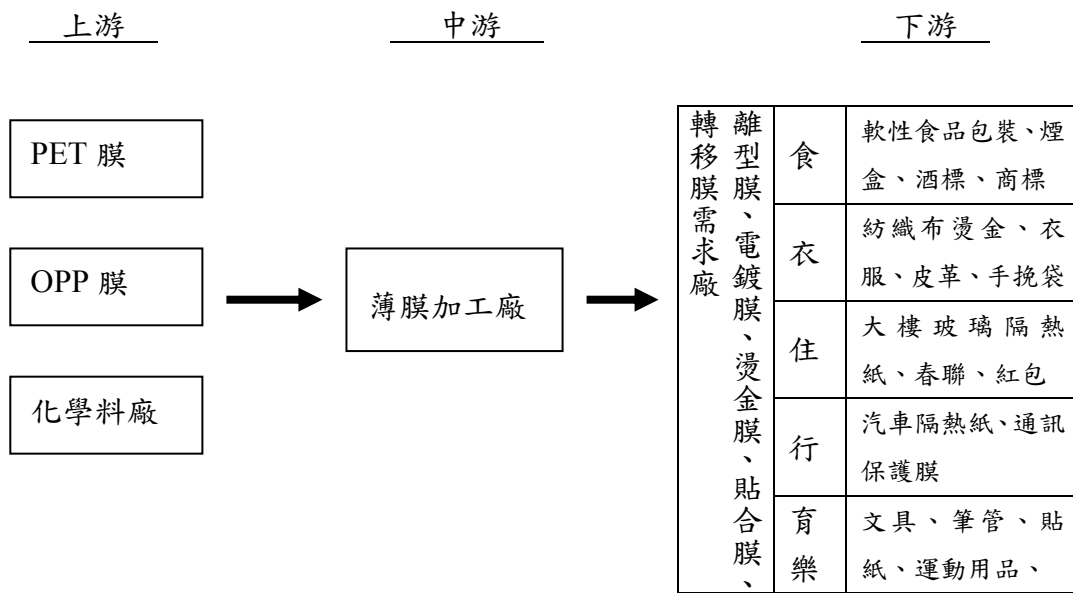 上游
中游
下游
PET 膜
OPP 膜
化學料廠
薄膜加工廠
離型膜、電鍍膜、燙金膜、貼合膜、
轉移膜需求廠
食
軟性食品包裝、煙
盒、酒標、商標
衣
紡織布燙金、衣
服、皮革、手挽袋
住
大樓玻璃隔熱
紙、春聯、紅包
行
汽車隔熱紙、通訊
保護膜
育
樂
文具、筆管、貼
紙、運動用品、